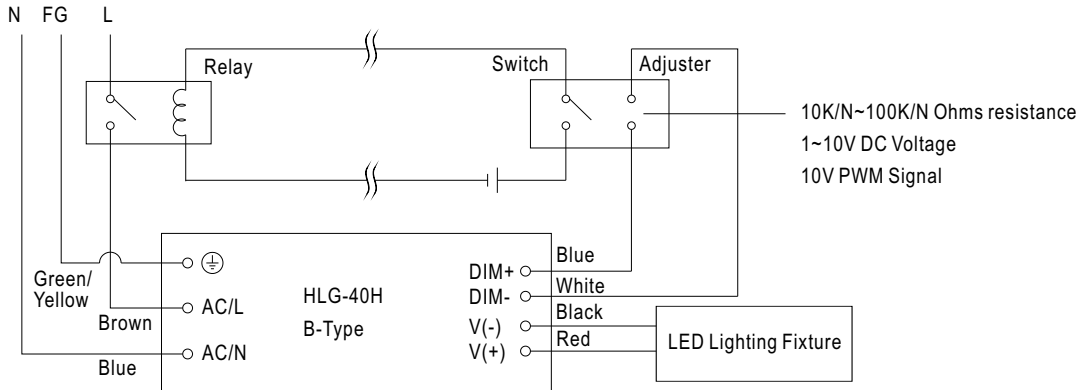 N FG L
Relay
Switch
Adjuster
10K/N~100K/N Ohms resistance
1~10V DC Voltage
10V PWM Signal
Green/
Yellow
Brown
Blue
AC/L
AC/N
HLG-40H
B-Type
DIM+
DIM-
V(-)
V(+)
Blue
White
Black
Red
LED Lighting Fixture